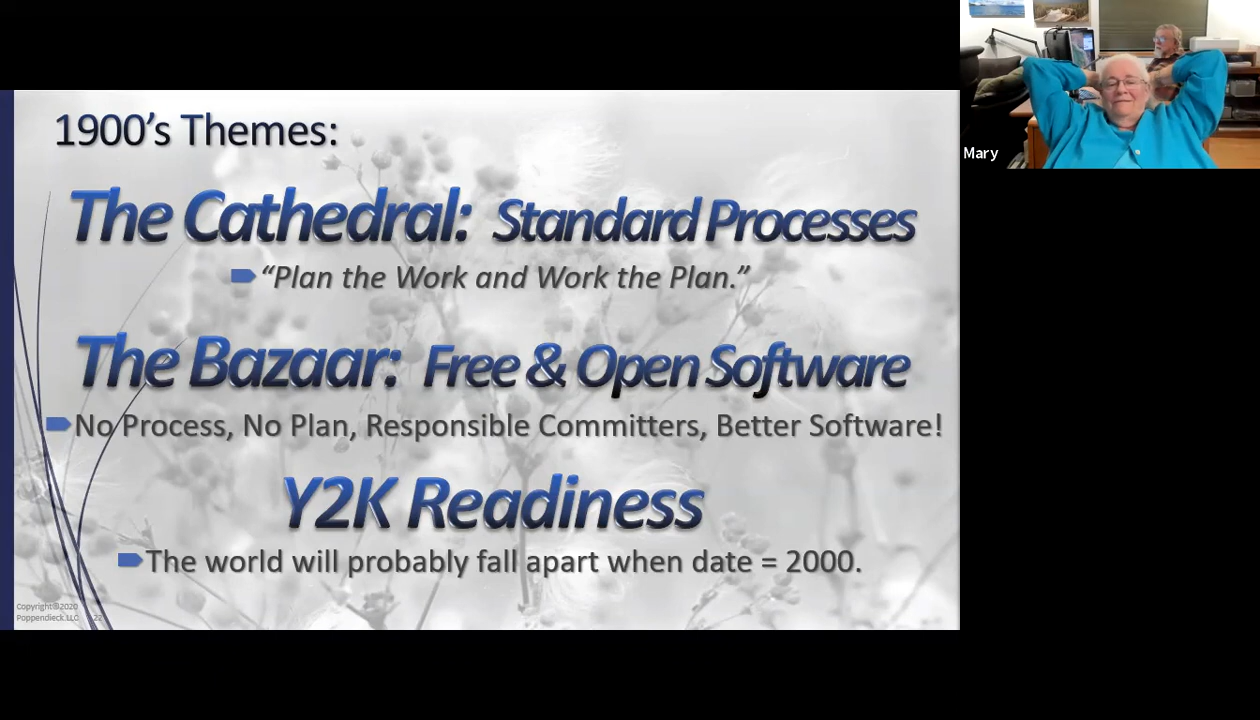 1900's Themes:
The Cathedral: Standard Processes
“Plan the Work and Work the Plan.”
The Bazaar: Free & Open Software
No Process, No Plan, Responsible Committers, Better Software!
Y2K Readiness
The world will probably fall apart when date = 2000.
Copyright©2020
Poppendieck.LLC 22
Mary